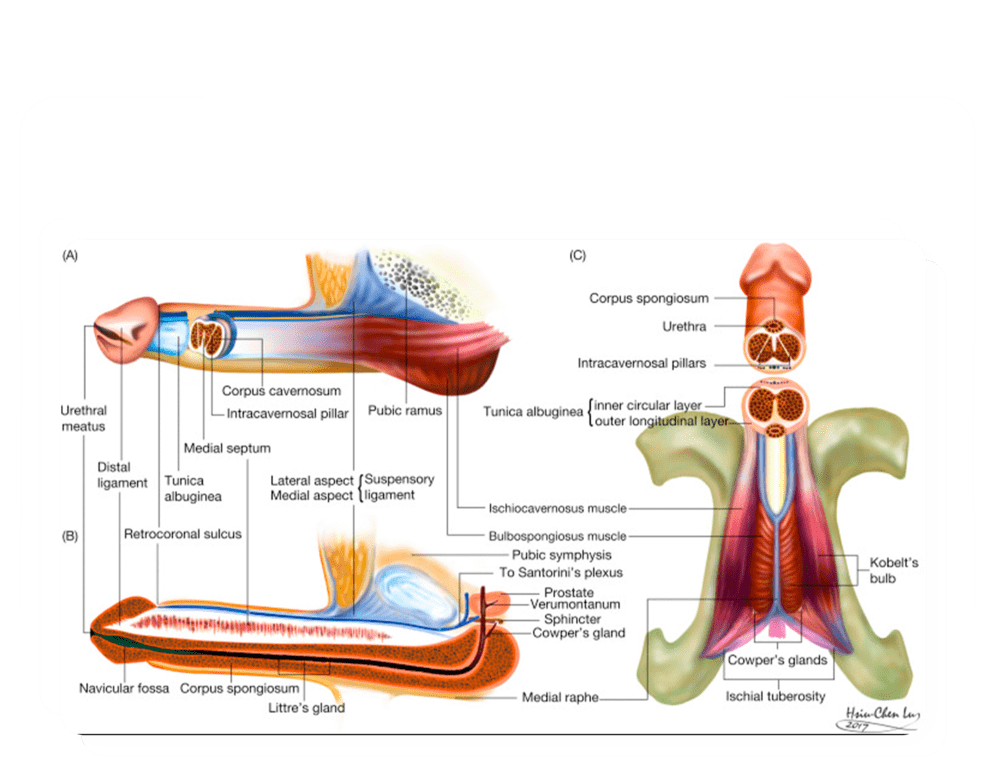 (A)
(C)
Corpus spongiosum
Urethra
Intracavernosal pillars
Corpus cavernosum
Intracavernosal pillar
Pubic ramus
Tunica albuginea
inner circular layer
outer longitudinal layer
Urethral
meatus
Medial septum
Distal
ligament
Tunica
albuginea
Lateral aspect
Medial aspect
Suspensory
ligament
Ischiocavernosus muscle
Retrocoronal sulcus
(B)
Bulbospongiosus muscle
Pubic symphysis
To Santorini's plexus
Kobelt's
bulb
Prostate
Verumontanum
Sphincter
Cowper's gland
Cowper's glands
Navicular fossa
Corpus spongiosum
Littre's gland
Medial raphe
Ischial tuberosity
Hsiu-Chen Lu
2017